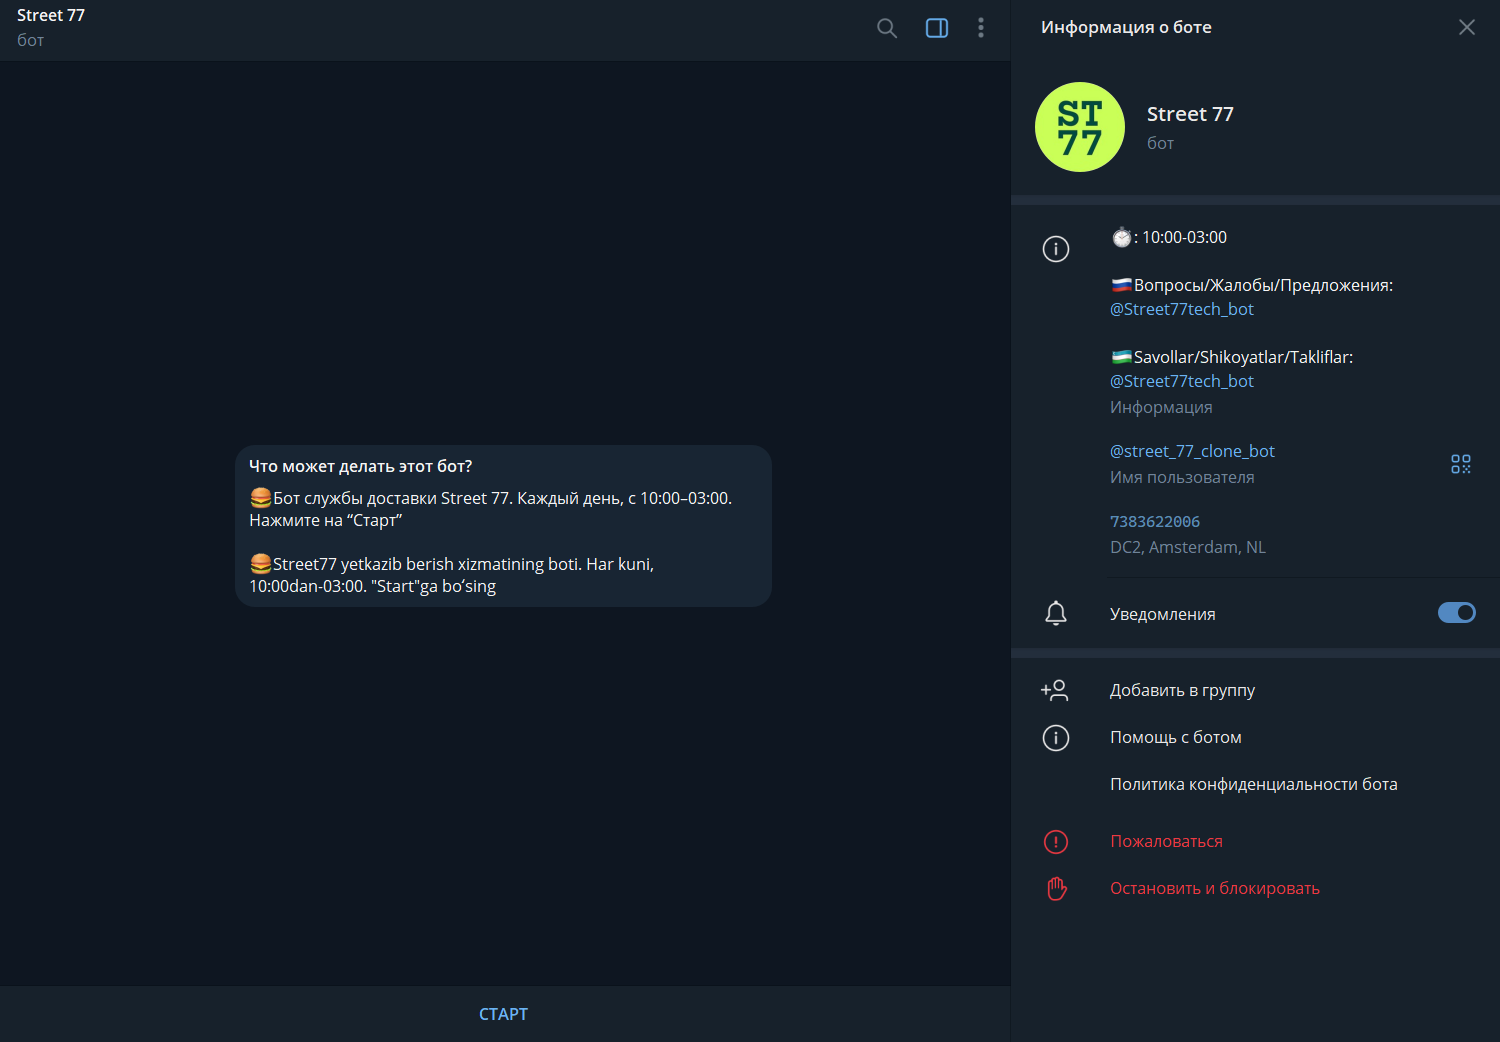 Street 77
бот
Что может делать этот бот?
🍔Бот службы доставки Street 77. Каждый день, с 10:00–03:00.
Нажмите на “Старт”
🍔Street77 yetkazib berish xizmatining boti. Har kuni,
10:00dan-03:00. "Start"ga boʻsing
СТАРТ
Информация о боте
ST
77
Street 77
бот
⏱: 10:00-03:00
🇷🇺Вопросы/Жалобы/Предложения:
@Street77tech_bot
🇺🇿Savollar/Shikoyatlar/Takliflar:
@Street77tech_bot
Информация
@street_77_clone_bot
Имя пользователя
7383622006
DC2, Amsterdam, NL
Уведомления
Добавить в группу
Помощь с ботом
Политика конфиденциальности бота
Пожаловаться
Остановить и блокировать